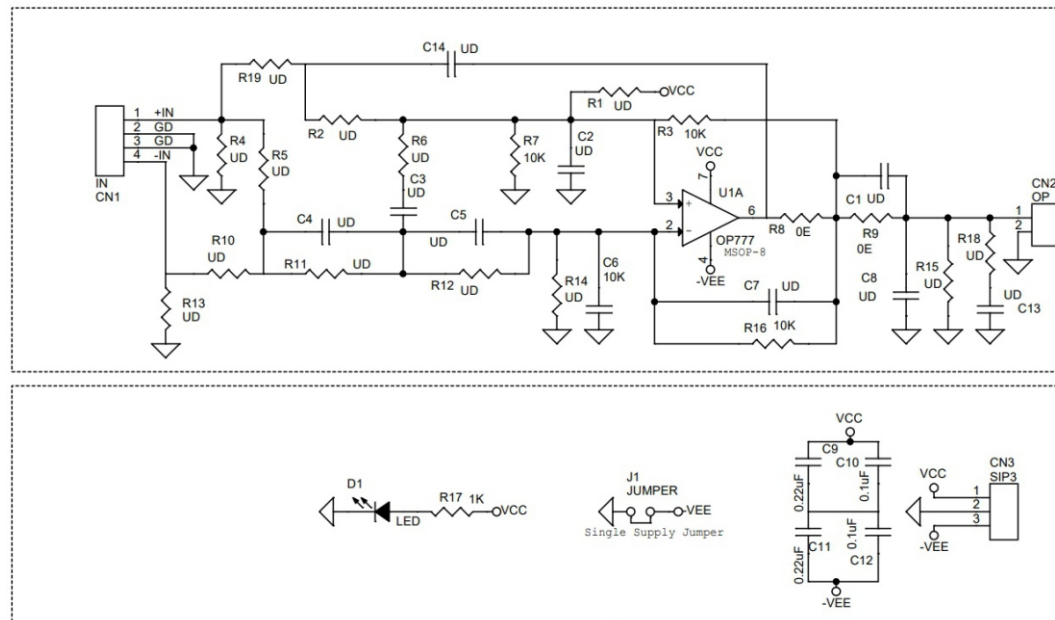 C14 UD
R19 UD
R1 UD
VCC
1 +IN
2 GD
3 GD
4 -IN
IN
CN1
R4
UD
R5
UD
R2 UD
R6
UD
C3
UD
R7
10K
C2
UD
R3 10K
VCC
7
U1A
3 +
2 -
6
OP777
MSOP-8
4
-VEE
R8
0E
C1 UD
R9
0E
CN2
OP
1
2
C4 UD
UD C5
R10
UD
R11 UD
R12 UD
R13
UD
R14
UD
C6
10K
C7 UD
R16 10K
C8
UD
R15
UD
R18
UD
UD
C13
D1
LED
R17 1K
VCC
J1
JUMPER
-VEE
Single Supply Jumper
VCC
C9
C10
0.22uF
0.1uF
C11
C12
0.22uF
0.1uF
-VEE
CN3
SIP3
VCC
1
2
3
-VEE